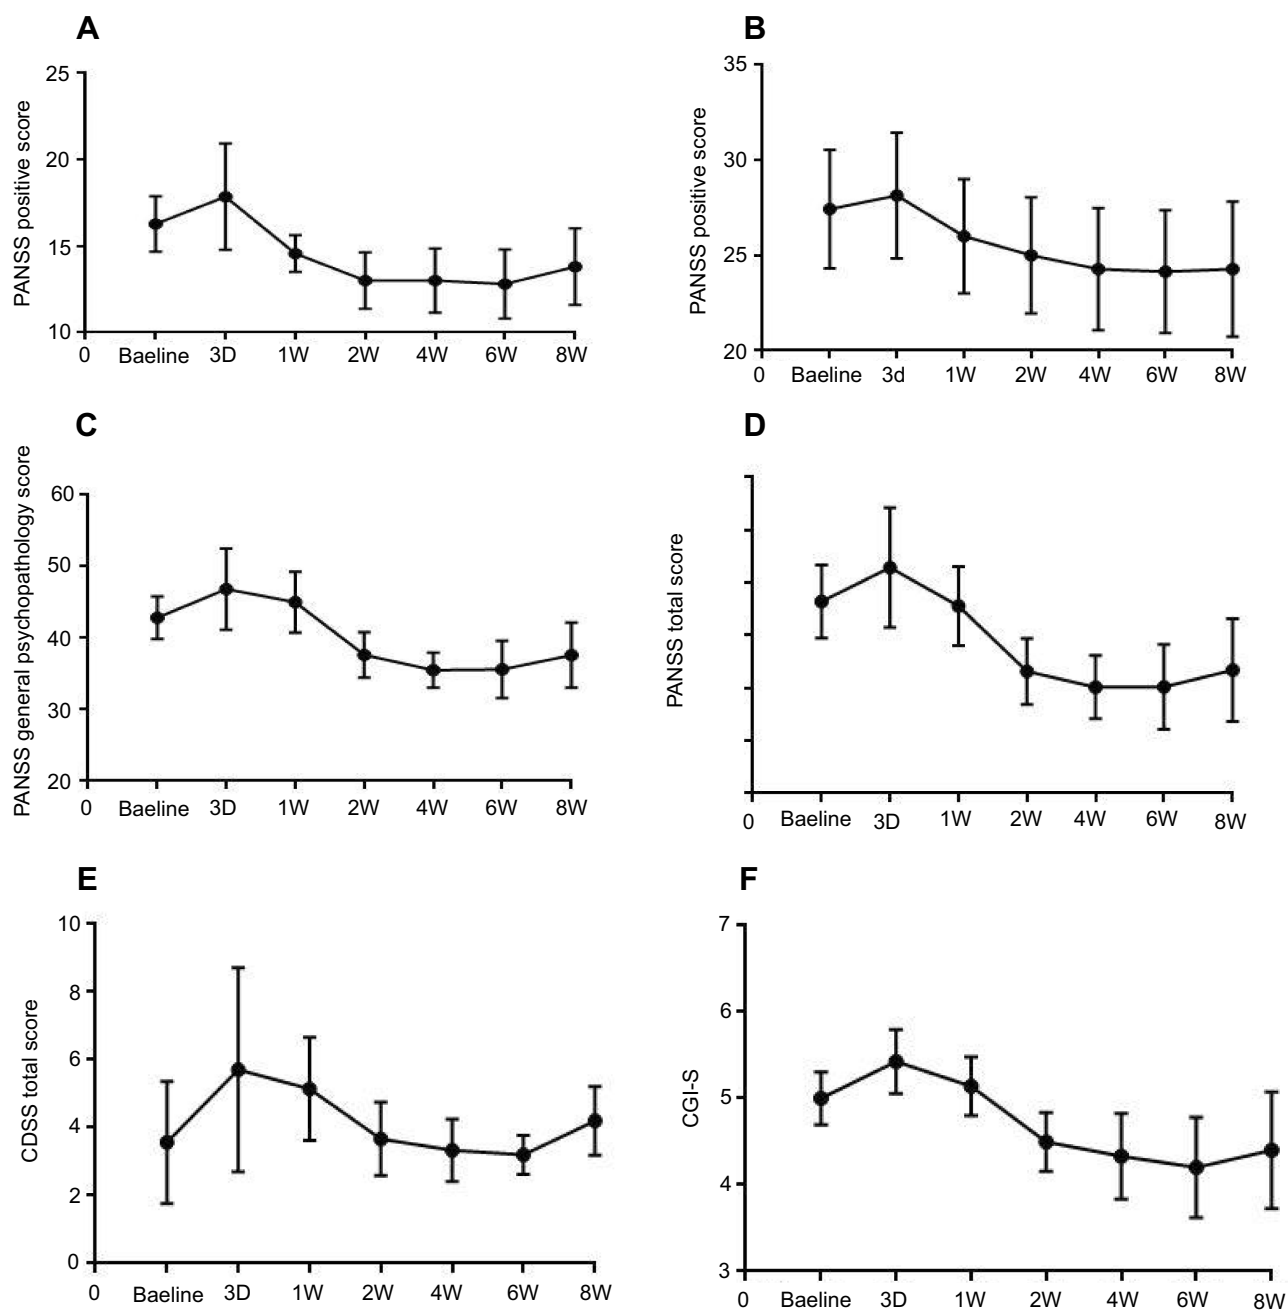 A
PANSS positive score
25
20
15
10
0 Baeline 3D 1W 2W 4W 6W 8W
B
PANSS positive score
35
30
25
20
0 Baeline 3d 1W 2W 4W 6W 8W
C
PANSS general psychopathology score
60
50
40
30
20
0 Baeline 3D 1W 2W 4W 6W 8W
D
PANSS total score
0 Baeline 3D 1W 2W 4W 6W 8W
E
CDSS total score
10
8
6
4
2
0
0 Baeline 3D 1W 2W 4W 6W 8W
F
CGI-S
7
6
5
4
3
0 Baeline 3D 1W 2W 4W 6W 8W